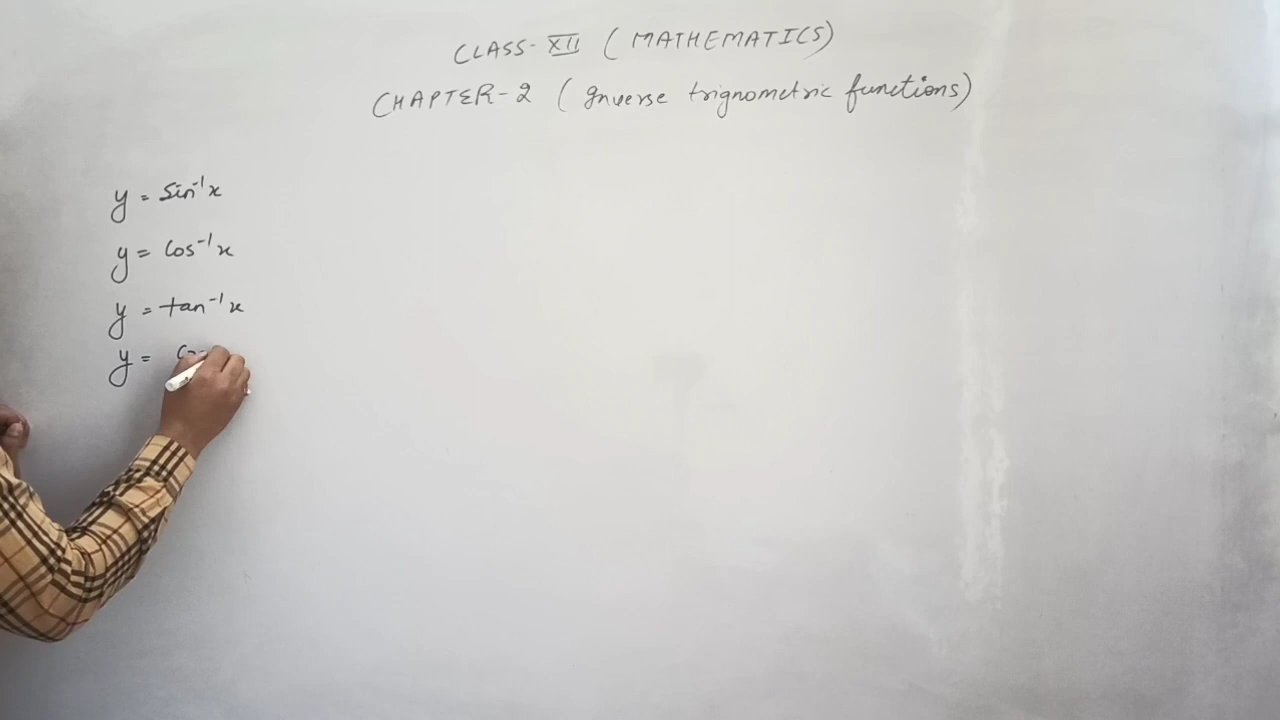 CLASS-XII (MATHEMATICS)
CHAPTER-2 (Inverse trignometric functions)
y = Sin⁻¹x
y = Cos⁻¹x
y = tan⁻¹x
y =